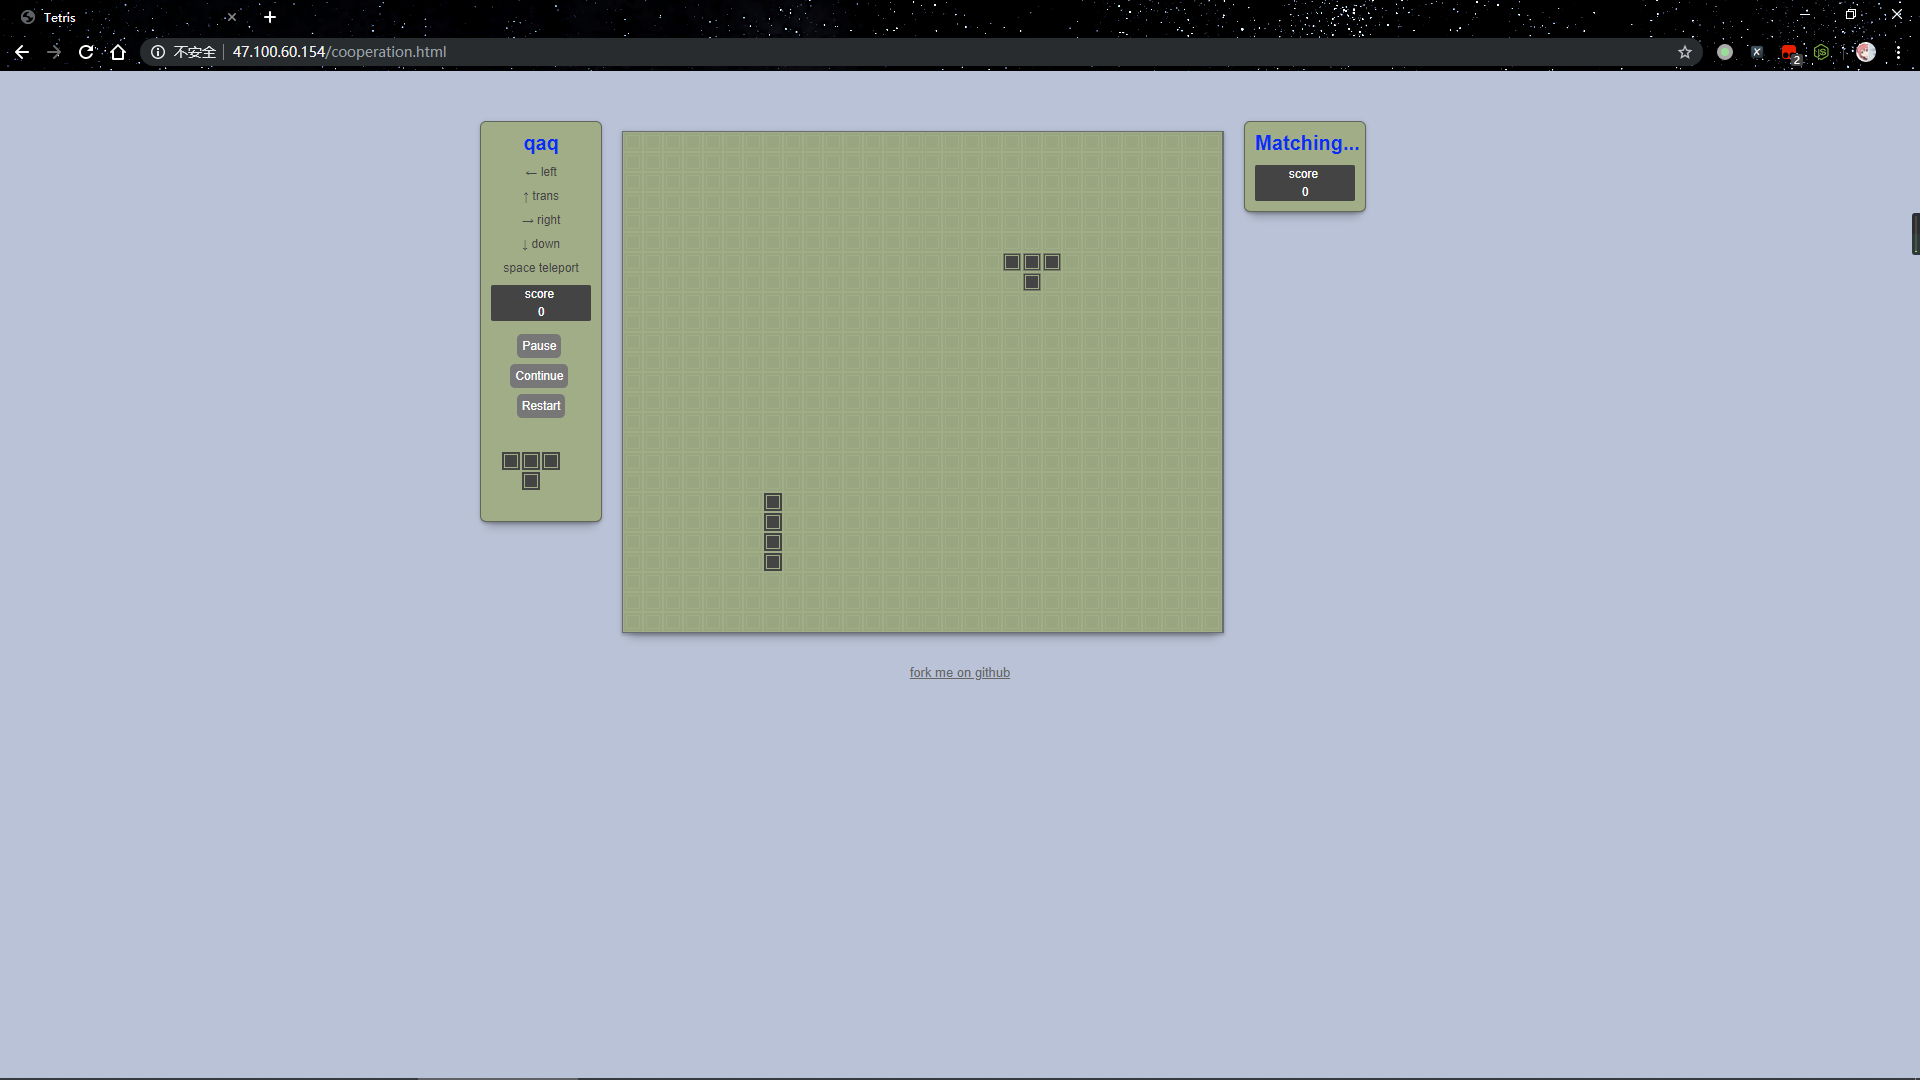 Tetris
不安全 47.100.60.154/cooperation.html
2
qaq
← left
↑ trans
→ right
↓ down
space teleport
score
0
Pause
Continue
Restart
Matching...
score
0
fork me on github